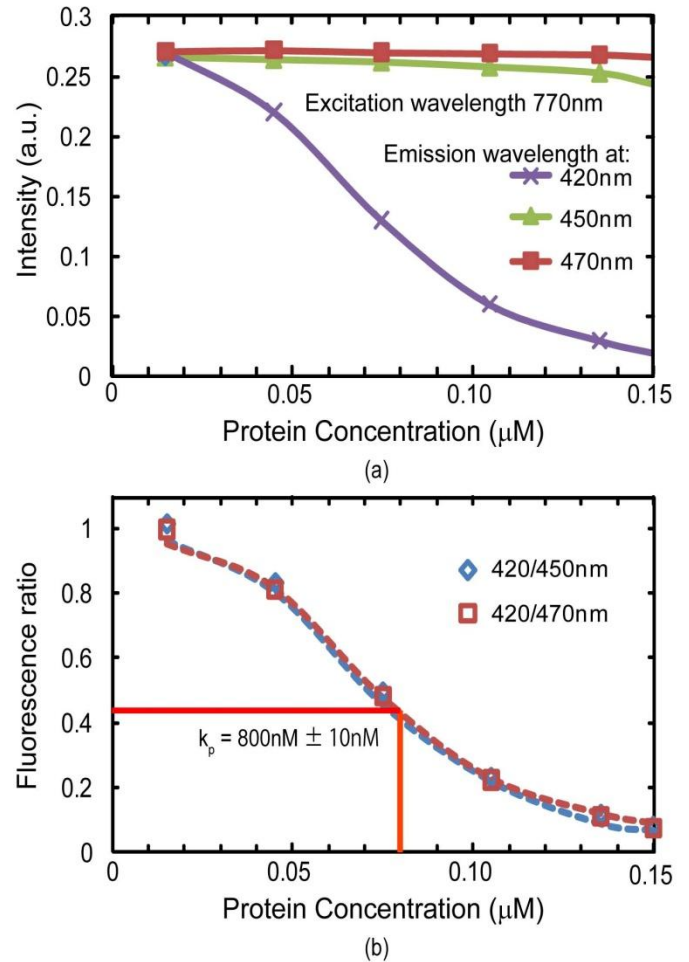 0.3
0.25
0.2
0.15
0.1
0.05
0
Intensity (a.u.)
Excitation wavelength 770nm
Emission wavelength at:
420nm
450nm
470nm
0
0.05
0.10
0.15
Protein Concentration (μM)
(a)
1
0.8
0.6
0.4
0.2
0
Fluorescence ratio
420/450nm
420/470nm
kp = 800nM ± 10nM
0
0.05
0.10
0.15
Protein Concentration (μM)
(b)